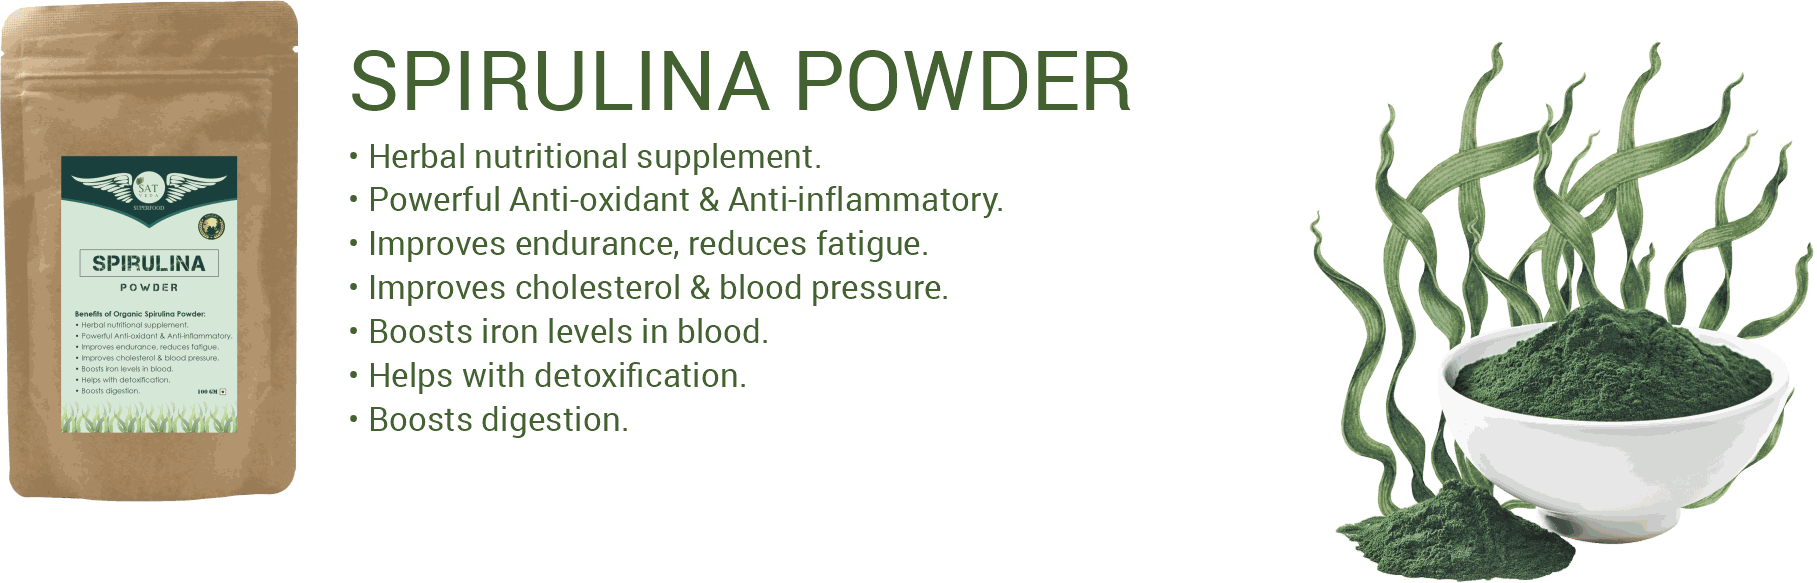 SPIRULINA POWDER
• Herbal nutritional supplement.
• Powerful Anti-oxidant & Anti-inflammatory.
• Improves endurance, reduces fatigue.
• Improves cholesterol & blood pressure.
• Boosts iron levels in blood.
• Helps with detoxification.
• Boosts digestion.
SAT
VEDA
SUPERFOOD
SPIRULINA
POWDER
Benefits of Organic Spirulina Powder:
• Herbal nutritional supplement.
• Powerful Anti-oxidant & Anti-inflammatory.
• Improves endurance, reduces fatigue.
• Improves cholesterol & blood pressure.
• Boosts iron levels in blood.
• Helps with detoxification.
• Boosts digestion.
100 GM